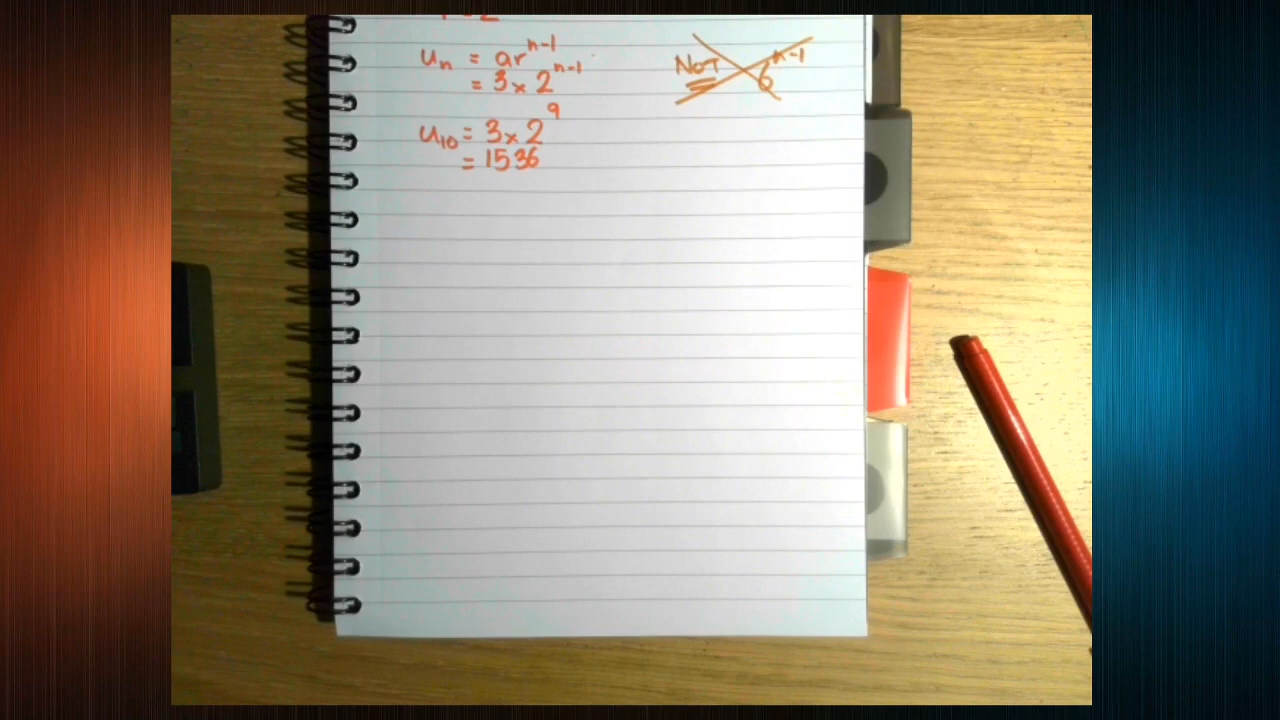 uₙ = arⁿ⁻¹
= 3 × 2ⁿ⁻¹
NOT 6ⁿ⁻¹
u₁₀ = 3 × 2⁹
= 1536